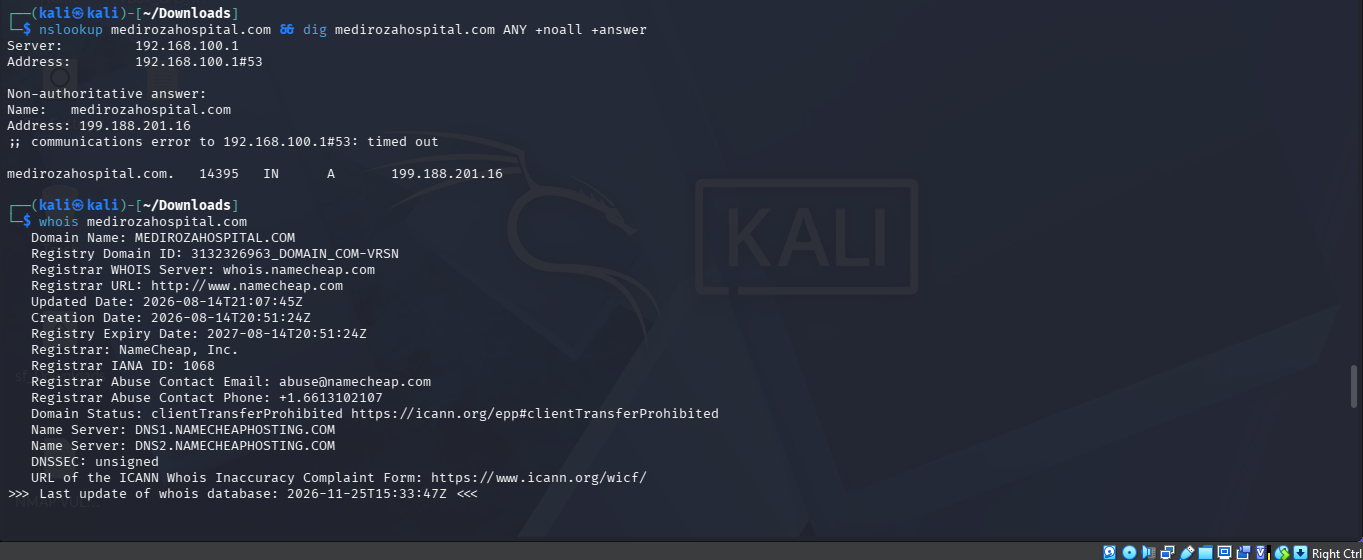 ┌──(kali㉿kali)-[~/Downloads]
└─$ nslookup medirozahospital.com && dig medirozahospital.com ANY +noall +answer
Server:         192.168.100.1
Address:        192.168.100.1#53
Non-authoritative answer:
Name:   medirozahospital.com
Address: 199.188.201.16
;; communications error to 192.168.100.1#53: timed out
medirozahospital.com.   14395   IN      A       199.188.201.16
┌──(kali㉿kali)-[~/Downloads]
└─$ whois medirozahospital.com
   Domain Name: MEDIROZAHOSPITAL.COM
   Registry Domain ID: 3132326963_DOMAIN_COM-VRSN
   Registrar WHOIS Server: whois.namecheap.com
   Registrar URL: http://www.namecheap.com
   Updated Date: 2026-08-14T21:07:45Z
   Creation Date: 2026-08-14T20:51:24Z
   Registry Expiry Date: 2027-08-14T20:51:24Z
   Registrar: NameCheap, Inc.
   Registrar IANA ID: 1068
   Registrar Abuse Contact Email: abuse@namecheap.com
   Registrar Abuse Contact Phone: +1.6613102107
   Domain Status: clientTransferProhibited https://icann.org/epp#clientTransferProhibited
   Name Server: DNS1.NAMECHEAPHOSTING.COM
   Name Server: DNS2.NAMECHEAPHOSTING.COM
   DNSSEC: unsigned
   URL of the ICANN Whois Inaccuracy Complaint Form: https://www.icann.org/wicf/
>>> Last update of whois database: 2026-11-25T15:33:47Z <<<
KALI
Right Ctrl